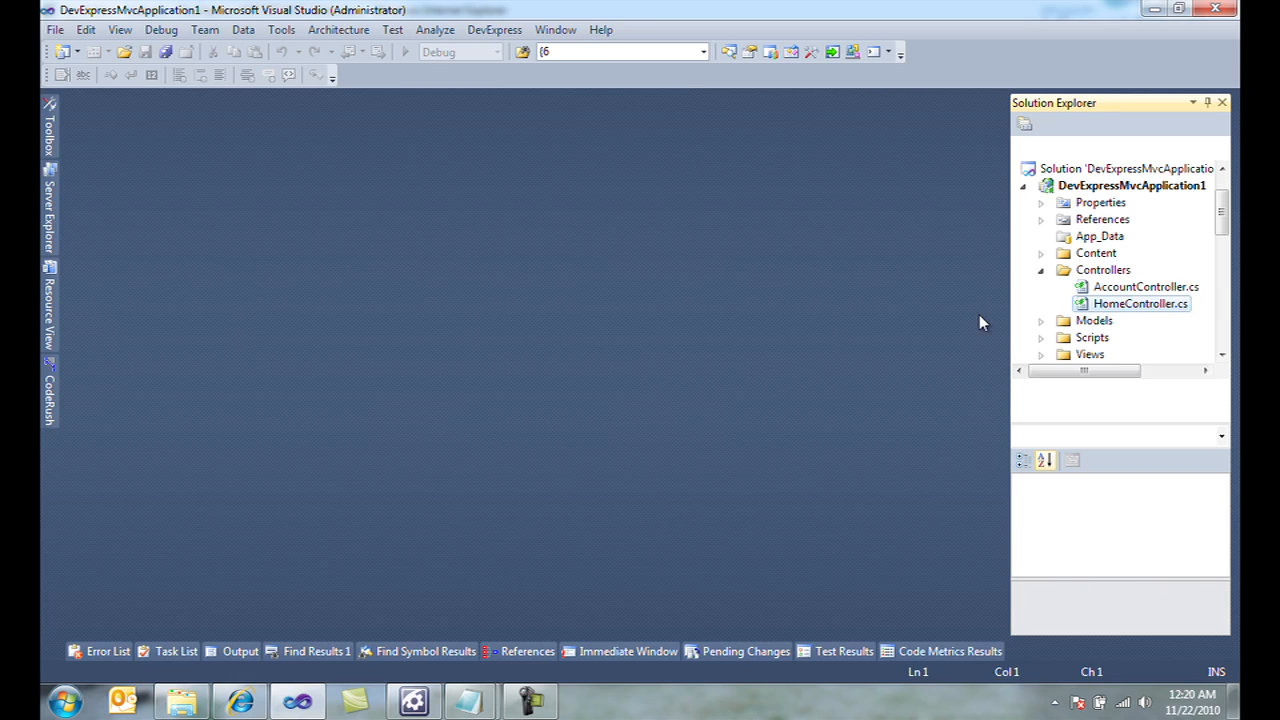 DevExpressMvcApplication1 - Microsoft Visual Studio (Administrator)
File Edit View Debug Team Data Tools Architecture Test Analyze DevExpress Window Help
Debug {6
abc
Toolbox
Server Explorer
Resource View
CodeRush
Solution Explorer
Solution 'DevExpressMvcApplicatio
DevExpressMvcApplication1
Properties
References
App_Data
Content
Controllers
AccountController.cs
HomeController.cs
Models
Scripts
Views
Error List Task List Output Find Results 1 Find Symbol Results References Immediate Window Pending Changes Test Results Code Metrics Results
Ln 1 Col 1 Ch 1 INS
12:20 AM
11/22/2010